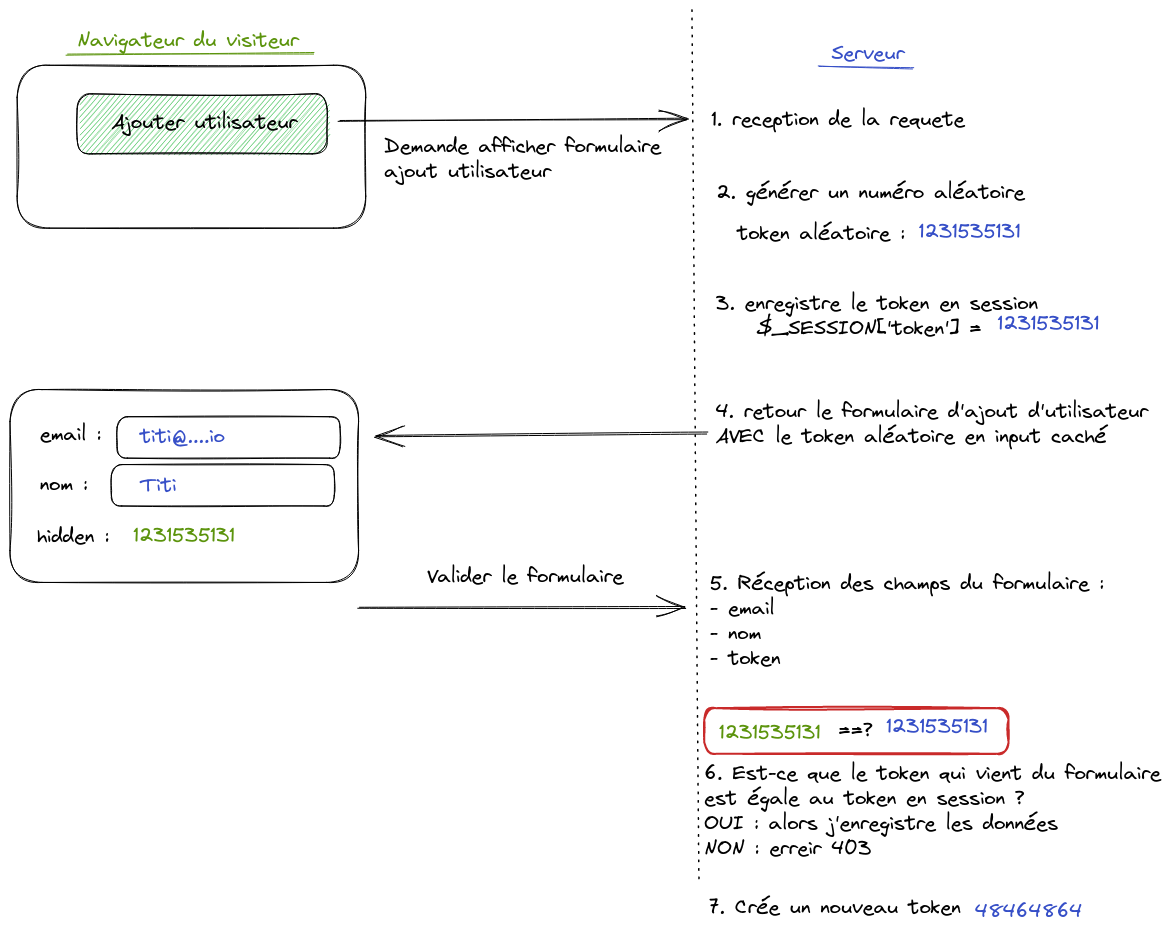 Navigateur du visiteur
Serveur
Ajouter utilisateur
Demande afficher formulaire
ajout utilisateur
1. reception de la requete
2. générer un numéro aléatoire
token aléatoire : 1231535131
3. enregistre le token en session
$_SESSION['token'] = 1231535131
4. retour le formulaire d'ajout d'utilisateur
AVEC le token aléatoire en input caché
email : titi@....io
nom : Titi
hidden : 1231535131
Valider le formulaire
5. Réception des champs du formulaire :
- email
- nom
- token
1231535131 ==? 1231535131
6. Est-ce que le token qui vient du formulaire
est égale au token en session ?
OUI : alors j'enregistre les données
NON : erreir 403
7. Crée un nouveau token 48464864